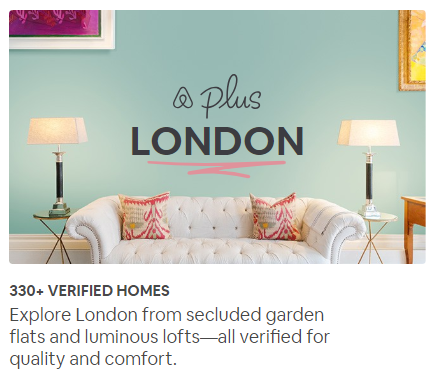 plus
LONDON
330+ VERIFIED HOMES
Explore London from secluded garden
flats and luminous lofts—all verified for
quality and comfort.